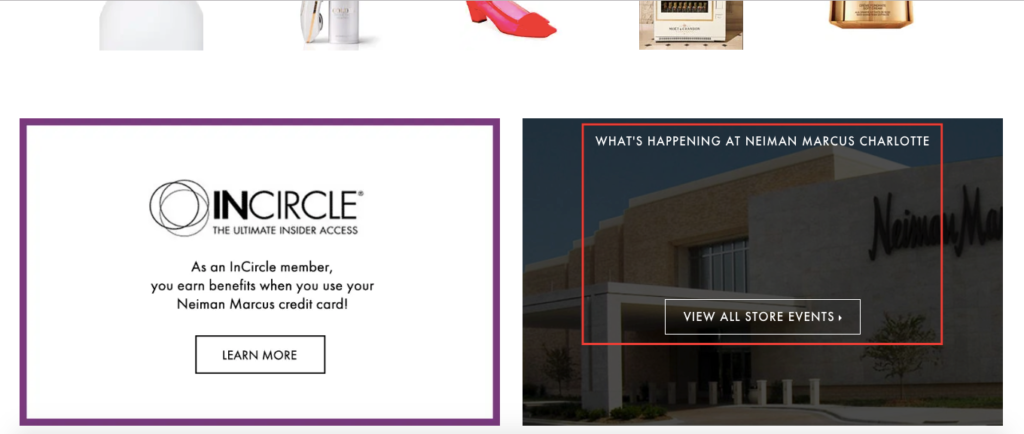 INCIRCLE®
THE ULTIMATE INSIDER ACCESS
As an InCircle member,
you earn benefits when you use your
Neiman Marcus credit card!
LEARN MORE
WHAT'S HAPPENING AT NEIMAN MARCUS CHARLOTTE
Neiman Ma
VIEW ALL STORE EVENTS